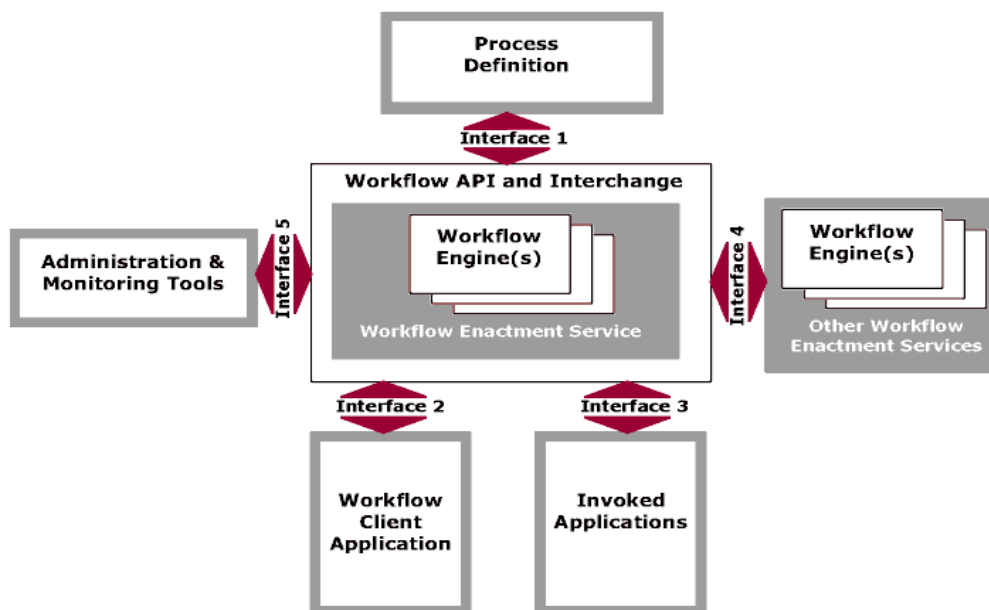 Process
Definition
Interface 1
Workflow API and Interchange
Workflow
Engine(s)
Workflow Enactment Service
Interface 5
Administration &
Monitoring Tools
Interface 4
Workflow
Engine(s)
Other Workflow
Enactment Services
Interface 2
Interface 3
Workflow
Client
Application
Invoked
Applications